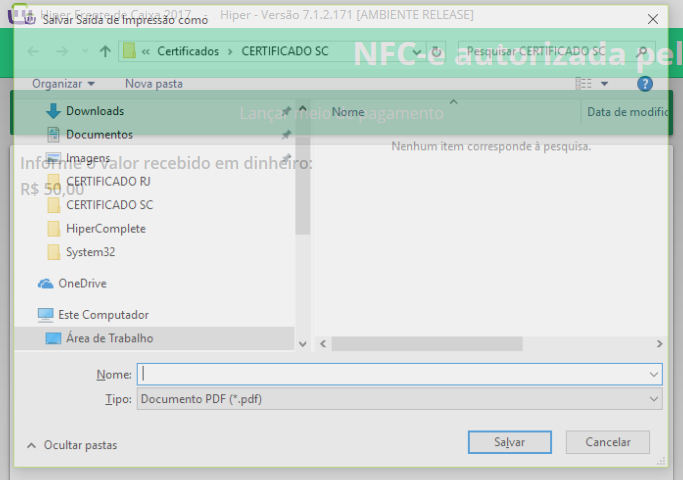 Hiper Frente de Caixa 2017 - Hiper - Versão 7.1.2.171 [AMBIENTE RELEASE]
Salvar Saída de Impressão como
« Certificados > CERTIFICADO SC
Pesquisar CERTIFICADO SC
NFC-e autorizada pel
Organizar
Nova pasta
?
Lançar meio de pagamento
Nome
Data de modific
Nenhum item corresponde à pesquisa.
Downloads
Documentos
Imagens
Informe o valor recebido em dinheiro:
CERTIFICADO RJ
R$ 50,00
CERTIFICADO SC
HiperComplete
System32
OneDrive
Este Computador
Área de Trabalho
Nome:
Tipo: Documento PDF (*.pdf)
Ocultar pastas
Salvar
Cancelar